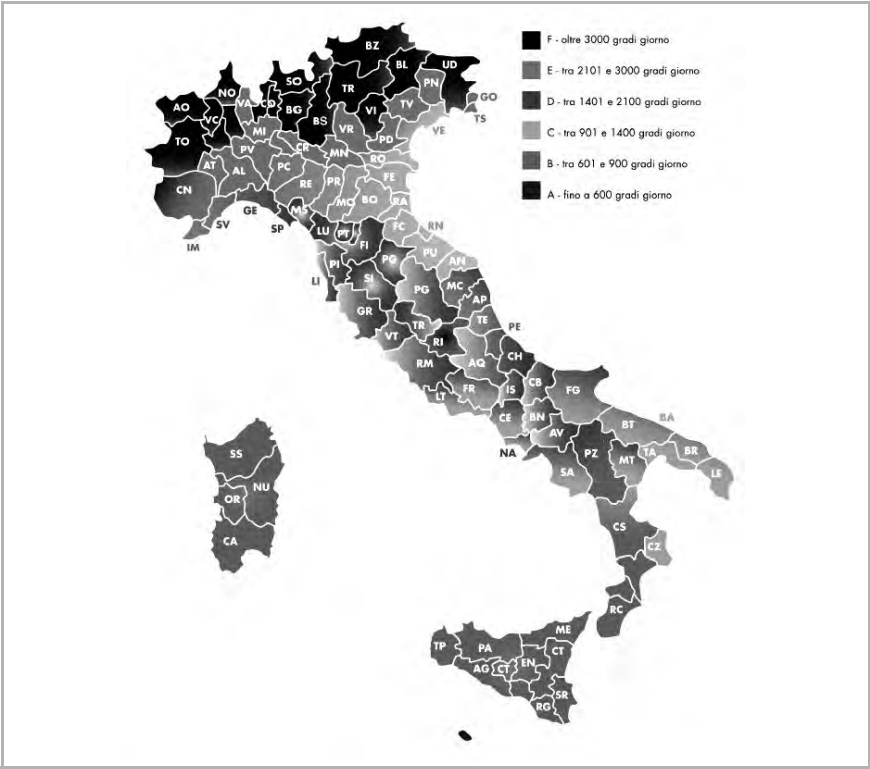 F - oltre 3000 gradi giorno
E - tra 2101 e 3000 gradi giorno
D - tra 1401 e 2100 gradi giorno
C - tra 901 e 1400 gradi giorno
B - tra 601 e 900 gradi giorno
A - fino a 600 gradi giorno
BZ
SO
BL
UD
NO
VA
CO
BG
TR
PN
GO
AO
VC
BS
VI
TV
TS
TO
MI
VR
PD
VE
PV
CR
MN
RO
AT
AL
PC
RE
PR
MO
FE
CN
BO
RA
GE
MS
SV
SP
LU
PT
FC
RN
IM
FI
PU
AN
LI
PI
PG
SI
PG
MC
AP
GR
TR
TE
VT
RI
PE
RM
AQ
CH
LT
FR
IS
CB
FG
CE
BN
BA
AV
BT
NA
PZ
SA
MT
TA
BR
LE
SS
NU
OR
CS
CA
CZ
RC
ME
TP
PA
CT
AG
CT
EN
SR
RG